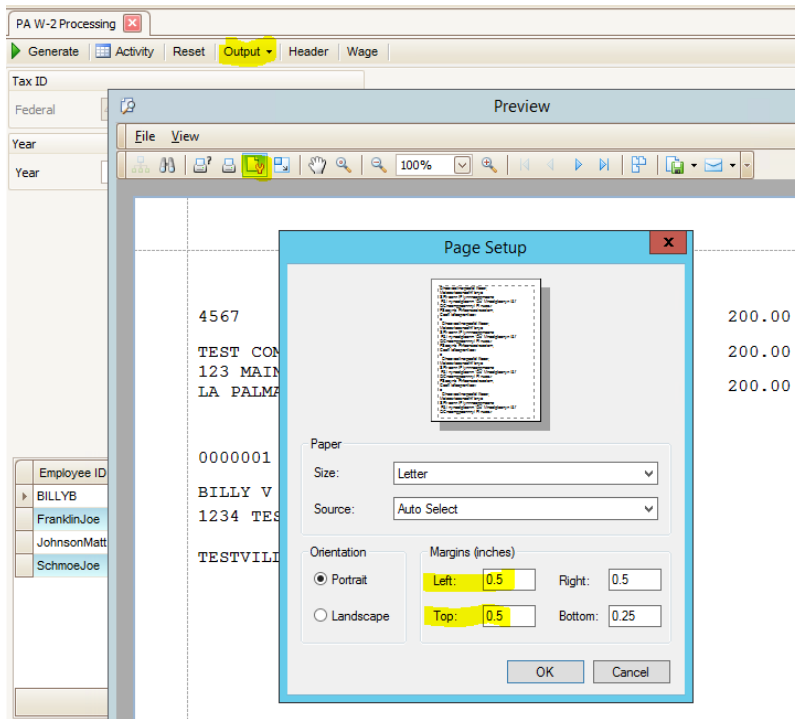 PA W-2 Processing
Generate Activity Reset Output Header Wage
Tax ID
Federal
Year
Year
Preview
File View
100%
Page Setup
4567 200.00
TEST COM 200.00
123 MAIN
LA PALMA 200.00
0000001
BILLY V
1234 TES
TESTVILL
Paper
Size: Letter
Source: Auto Select
Orientation Margins (inches)
Portrait Left: 0.5 Right: 0.5
Landscape Top: 0.5 Bottom: 0.25
OK Cancel
Employee ID
BILLYB
FranklinJoe
JohnsonMatt
SchmoeJoe